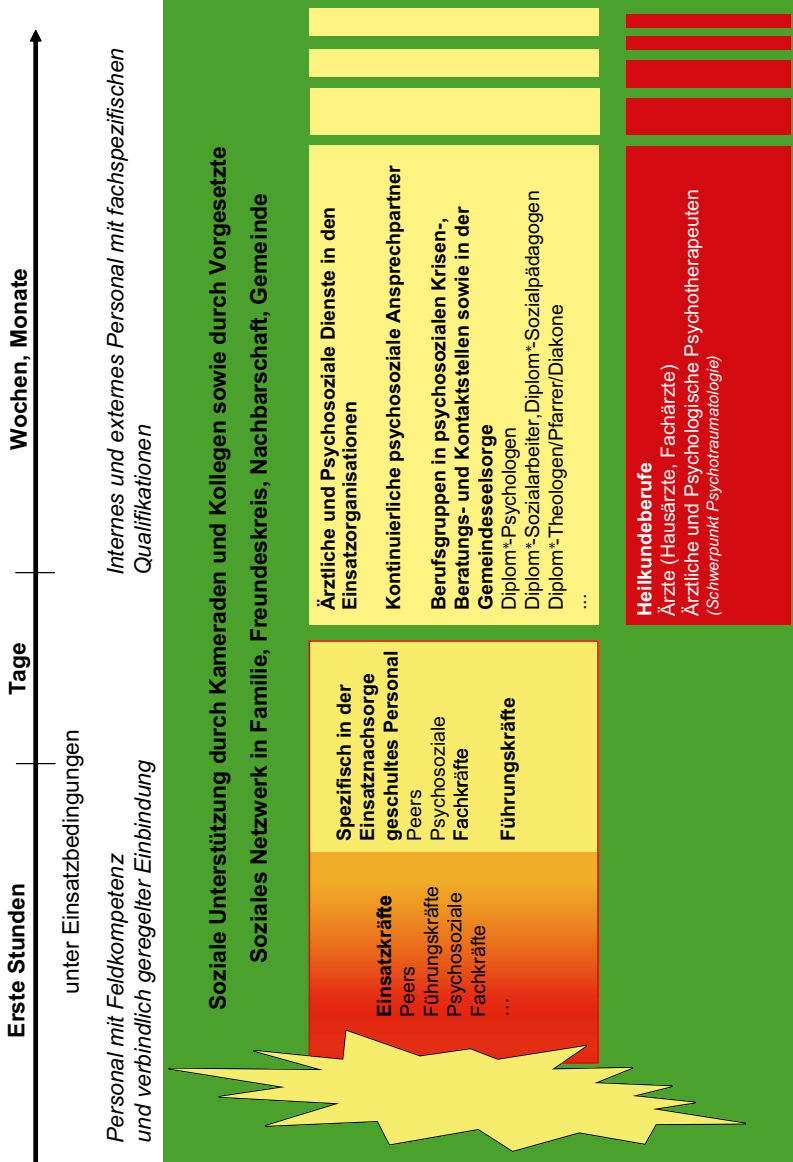 Erste Stunden
Tage
Wochen, Monate
unter Einsatzbedingungen
Personal mit Feldkompetenz
und verbindlich geregelter Einbindung
Internes und externes Personal mit fachspezifischen
Qualifikationen
Soziale Unterstützung durch Kameraden und Kollegen sowie durch Vorgesetzte
Soziales Netzwerk in Familie, Freundeskreis, Nachbarschaft, Gemeinde
Einsatzkräfte
Peers
Führungskräfte
Psychosoziale
Fachkräfte
…
Spezifisch in der
Einsatznachsorge
geschultes Personal
Peers
Psychosoziale
Fachkräfte
Führungskräfte
Ärztliche und Psychosoziale Dienste in den
Einsatzorganisationen
Kontinuierliche psychosoziale Ansprechpartner
Berufsgruppen in psychosozialen Krisen-,
Beratungs- und Kontaktstellen sowie in der
Gemeindeseelsorge
Diplom*-Psychologen
Diplom*-Sozialarbeiter, Diplom*-Sozialpädagogen
Diplom*-Theologen/Pfarrer/Diakone
…
Heilkundeberufe
Ärzte (Hausärzte, Fachärzte)
Ärztliche und Psychologische Psychotherapeuten
(Schwerpunkt Psychotraumatologie)